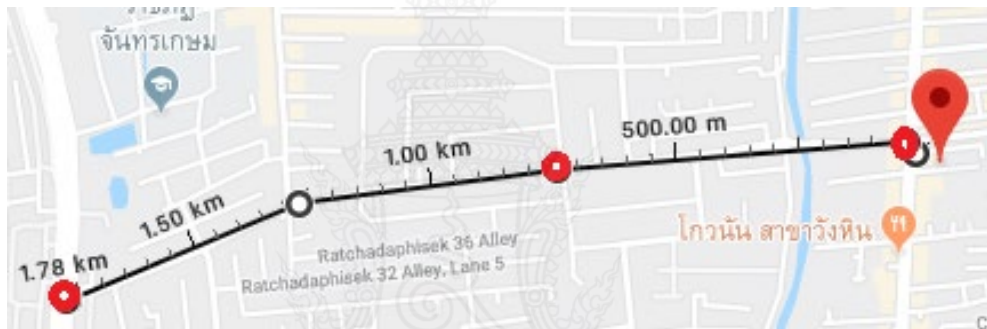 จันทรเกษม
500.00 m
1.00 km
1.50 km
1.78 km
Ratchadaphisek 36 Alley
Ratchadaphisek 32 Alley, Lane 5
โกวนัน สาขาวังหิน